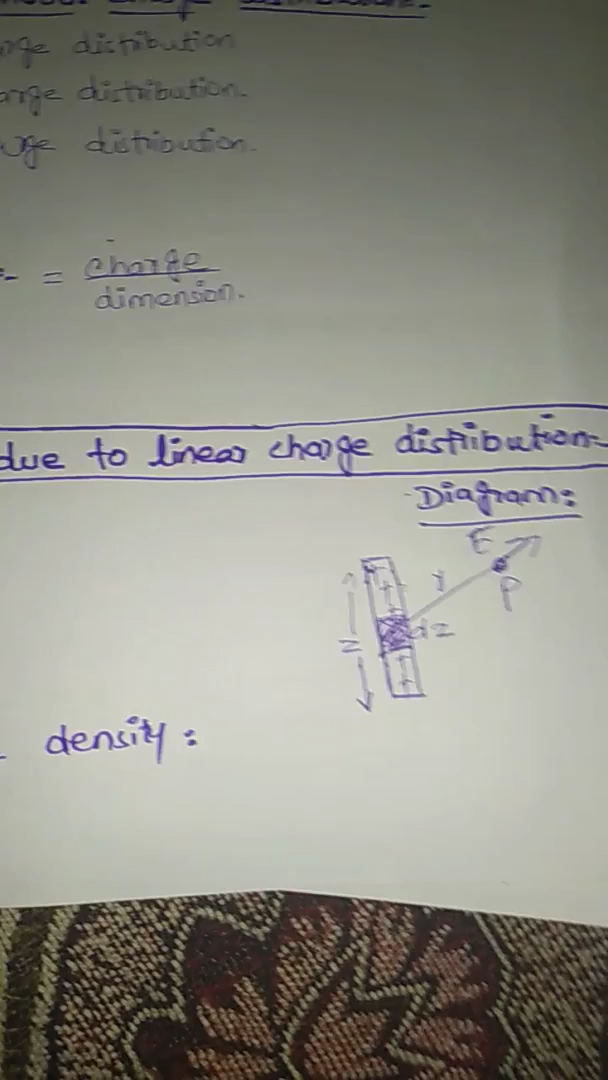 distribution
distribution.
distribution.
= charge
dimension.
due to linear charge distribution-
Diagram:
E
r
P
dz
z
density: